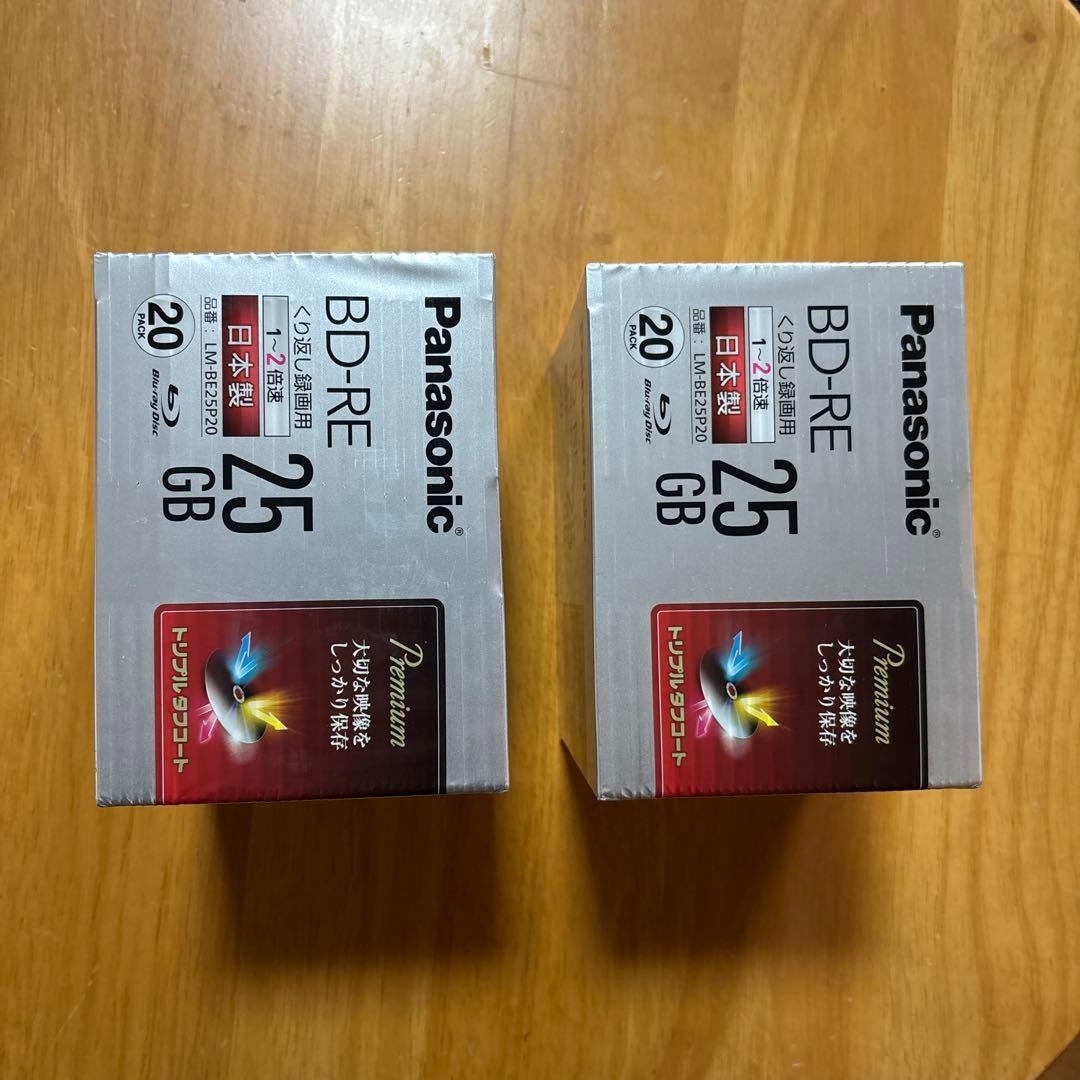 Panasonic®
BD-RE
25
GB
くり返し録画用
1~2倍速
日本製
品番:LM-BE25P20
20
PACK
Blu-ray Disc
Premium
大切な映像を
しっかり保存
トリプルタフコート
Panasonic®
BD-RE
25
GB
くり返し録画用
1~2倍速
日本製
品番:LM-BE25P20
20
PACK
Blu-ray Disc
Premium
大切な映像を
しっかり保存
トリプルタフコート